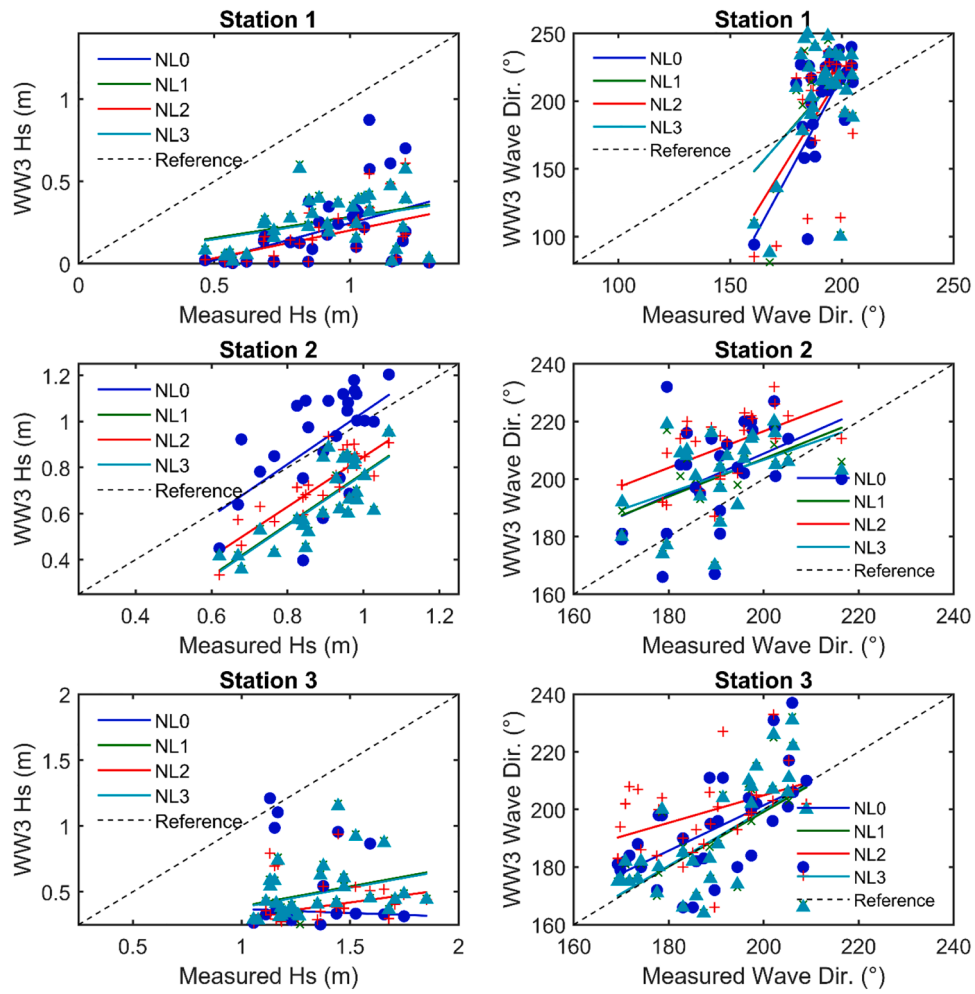 Station 1
WW3 Hs (m)
1
0.5
0
NL0
NL1
NL2
NL3
Reference
0
0.5
1
Measured Hs (m)
Station 1
WW3 Wave Dir. (°)
250
200
150
100
NL0
NL1
NL2
NL3
Reference
100
150
200
250
Measured Wave Dir. (°)
Station 2
WW3 Hs (m)
1.2
1
0.8
0.6
0.4
NL0
NL1
NL2
NL3
Reference
0.4
0.6
0.8
1
1.2
Measured Hs (m)
Station 2
WW3 Wave Dir. (°)
240
220
200
180
160
NL0
NL1
NL2
NL3
Reference
160
180
200
220
240
Measured Wave Dir. (°)
Station 3
WW3 Hs (m)
2
1.5
1
0.5
NL0
NL1
NL2
NL3
Reference
0.5
1
1.5
2
Measured Hs (m)
Station 3
WW3 Wave Dir. (°)
240
220
200
180
160
NL0
NL1
NL2
NL3
Reference
160
180
200
220
240
Measured Wave Dir. (°)